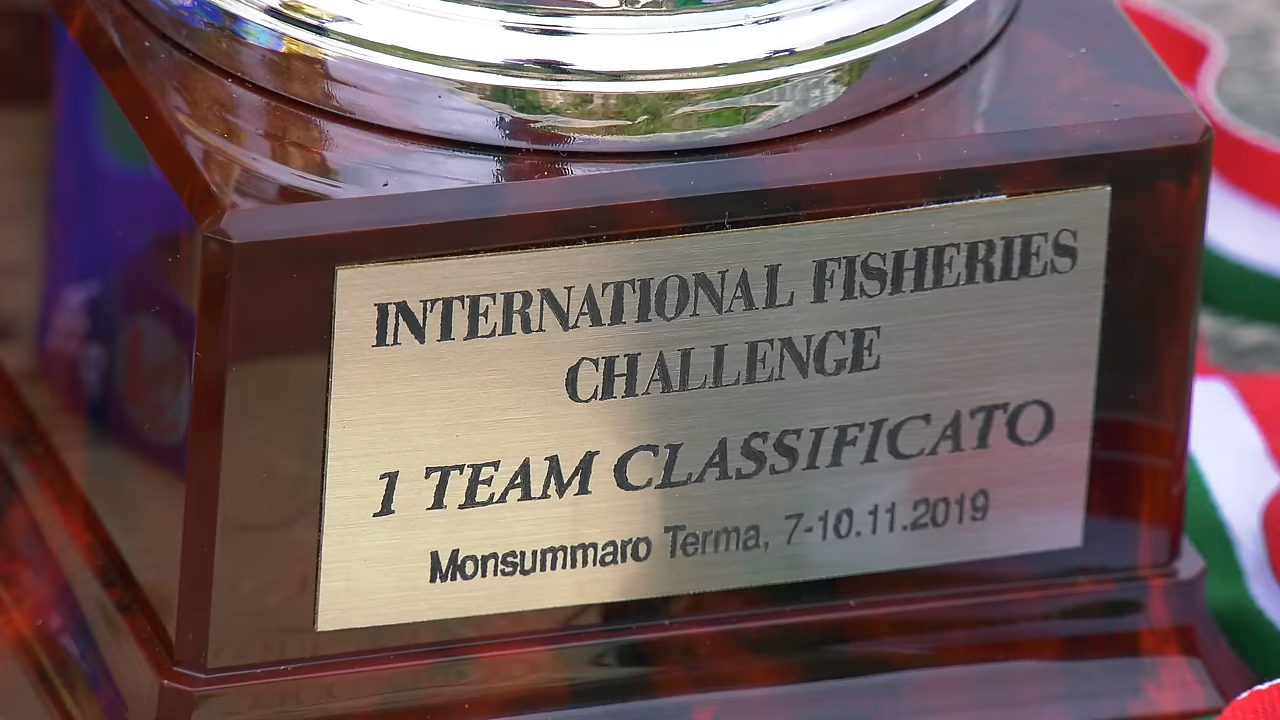 INTERNATIONAL FISHERIES
CHALLENGE
1 TEAM CLASSIFICATO
Monsummaro Terma, 7-10.11.2019